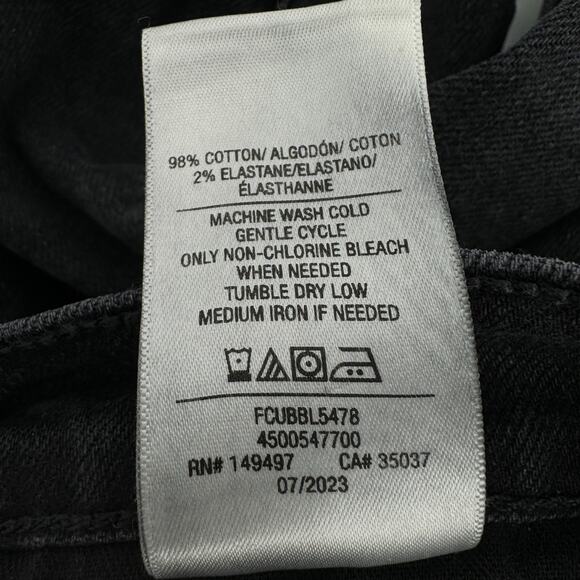 98% COTTON/ ALGODÓN/ COTON
2% ELASTANE/ELASTANO/
ÉLASTHANNE
MACHINE WASH COLD
GENTLE CYCLE
ONLY NON-CHLORINE BLEACH
WHEN NEEDED
TUMBLE DRY LOW
MEDIUM IRON IF NEEDED
FCUBBL5478
4500547700
RN# 149497 CA# 35037
07/2023